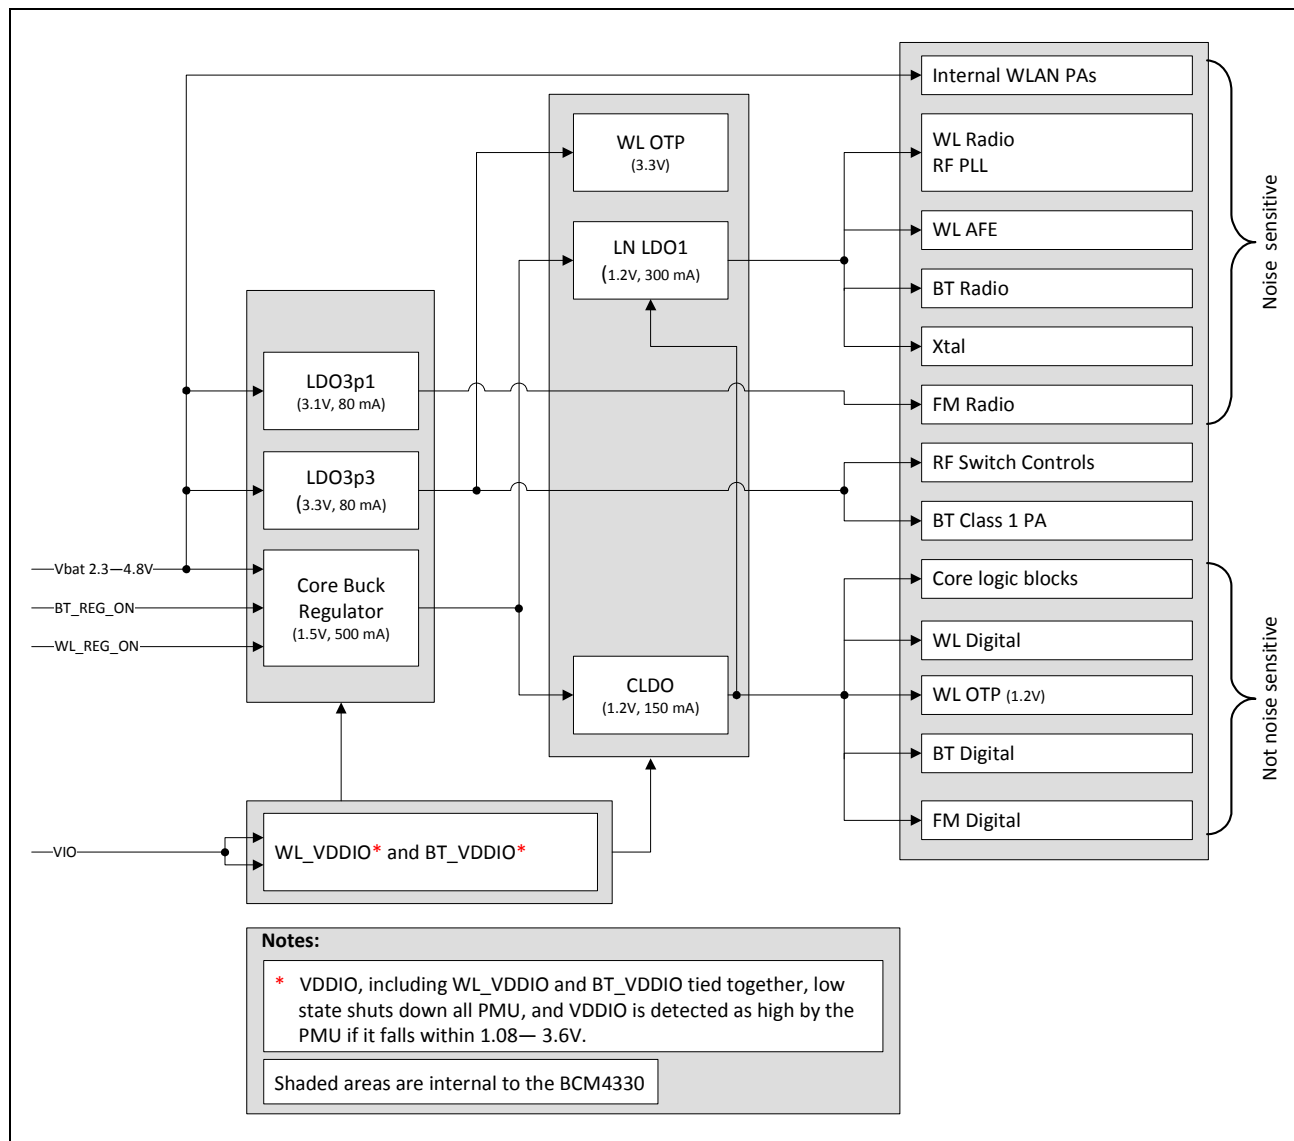 Internal WLAN PAs
WL OTP
(3.3V)
WL Radio
RF PLL
WL AFE
LN LDO1
(1.2V, 300 mA)
BT Radio
Xtal
LDO3p1
(3.1V, 80 mA)
FM Radio
Noise sensitive
LDO3p3
(3.3V, 80 mA)
RF Switch Controls
BT Class 1 PA
Vbat 2.3—4.8V
BT_REG_ON
WL_REG_ON
Core Buck
Regulator
(1.5V, 500 mA)
CLDO
(1.2V, 150 mA)
Core logic blocks
WL Digital
WL OTP (1.2V)
BT Digital
FM Digital
Not noise sensitive
VIO
WL_VDDIO* and BT_VDDIO*
Notes:
* VDDIO, including WL_VDDIO and BT_VDDIO tied together, low
state shuts down all PMU, and VDDIO is detected as high by the
PMU if it falls within 1.08— 3.6V.
Shaded areas are internal to the BCM4330